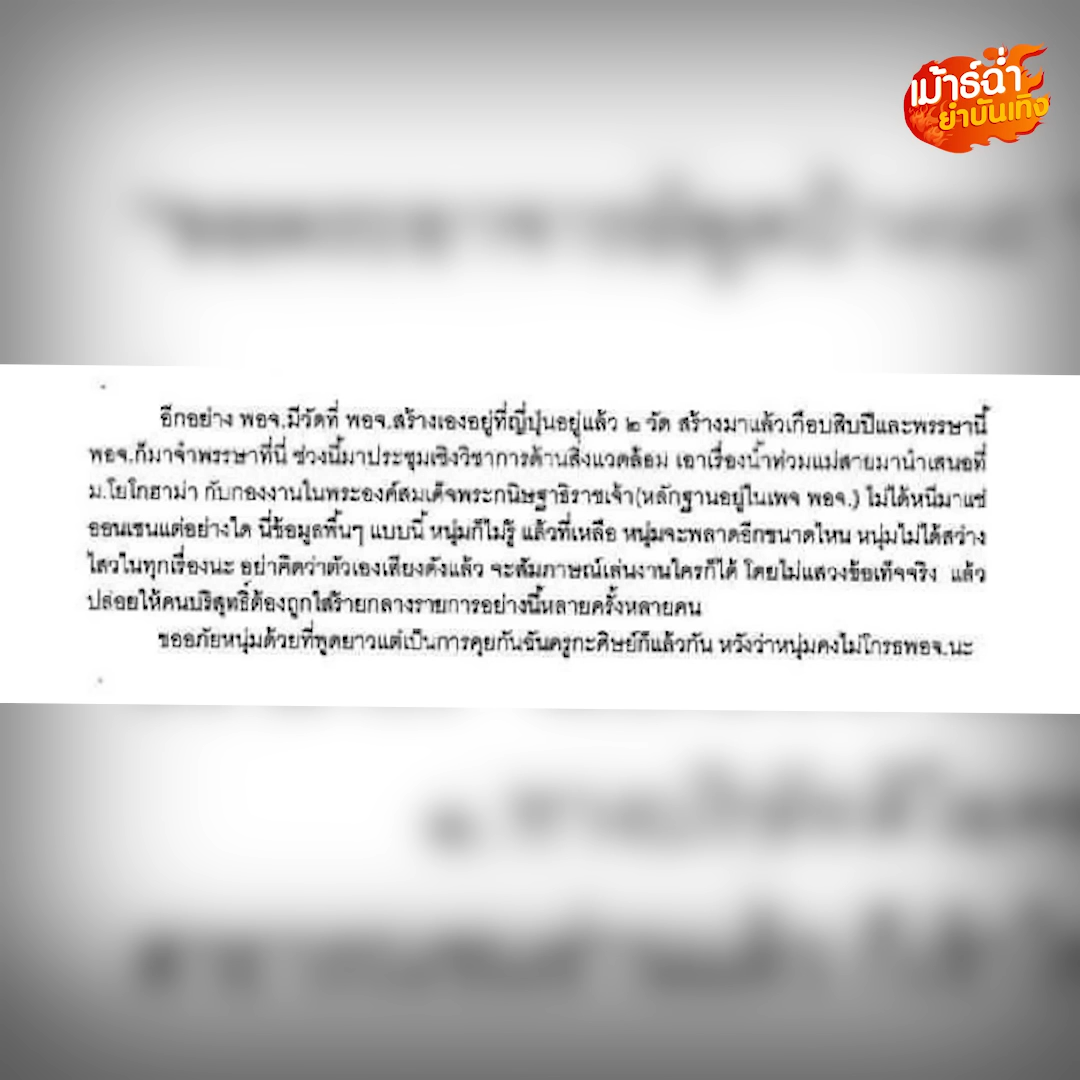 เม้าธ์ฉ่ำ
ยำบันเทิง
อีกอย่าง พอจ.มีวัดที่ พอจ.สร้างเองอยู่ที่ญี่ปุ่นอยู่แล้ว ๒ วัด สร้างมาแล้วเกือบสิบปีและพรรษานี้
พอจ.ก็มาจำพรรษาที่นี่ ช่วงนี้มาประชุมเชิงวิชาการด้านสิ่งแวดล้อม เอาเรื่องน้ำท่วมแม่สายมานำเสนอที่
ม.โยโกฮาม่า กับกองงานในพระองค์สมเด็จพระกนิษฐาธิราชเจ้า(หลักฐานอยู่ในเพจ พอจ.) ไม่ได้หนีมาแช่
ออนเซนแต่อย่างใด นี่ข้อมูลพื้นๆ แบบนี้ หนุ่มก็ไม่รู้ แล้วที่เหลือ หนุ่มจะพลาดอีกขนาดไหน หนุ่มไม่ได้สว่าง
ไสวในทุกเรื่องนะ อย่าคิดว่าตัวเองเสียงดังแล้ว จะสัมภาษณ์เล่นงานใครก็ได้ โดยไม่แสวงข้อเท็จจริง แล้ว
ปล่อยให้คนบริสุทธิ์ต้องถูกใส่ร้ายกลางรายการอย่างนี้หลายครั้งหลายคน
ขออภัยหนุ่มด้วยที่พูดยาวแต่เป็นการคุยกันฉันครูกะศิษย์ก็แล้วกัน หวังว่าหนุ่มคงไม่โกรธพอจ.นะ